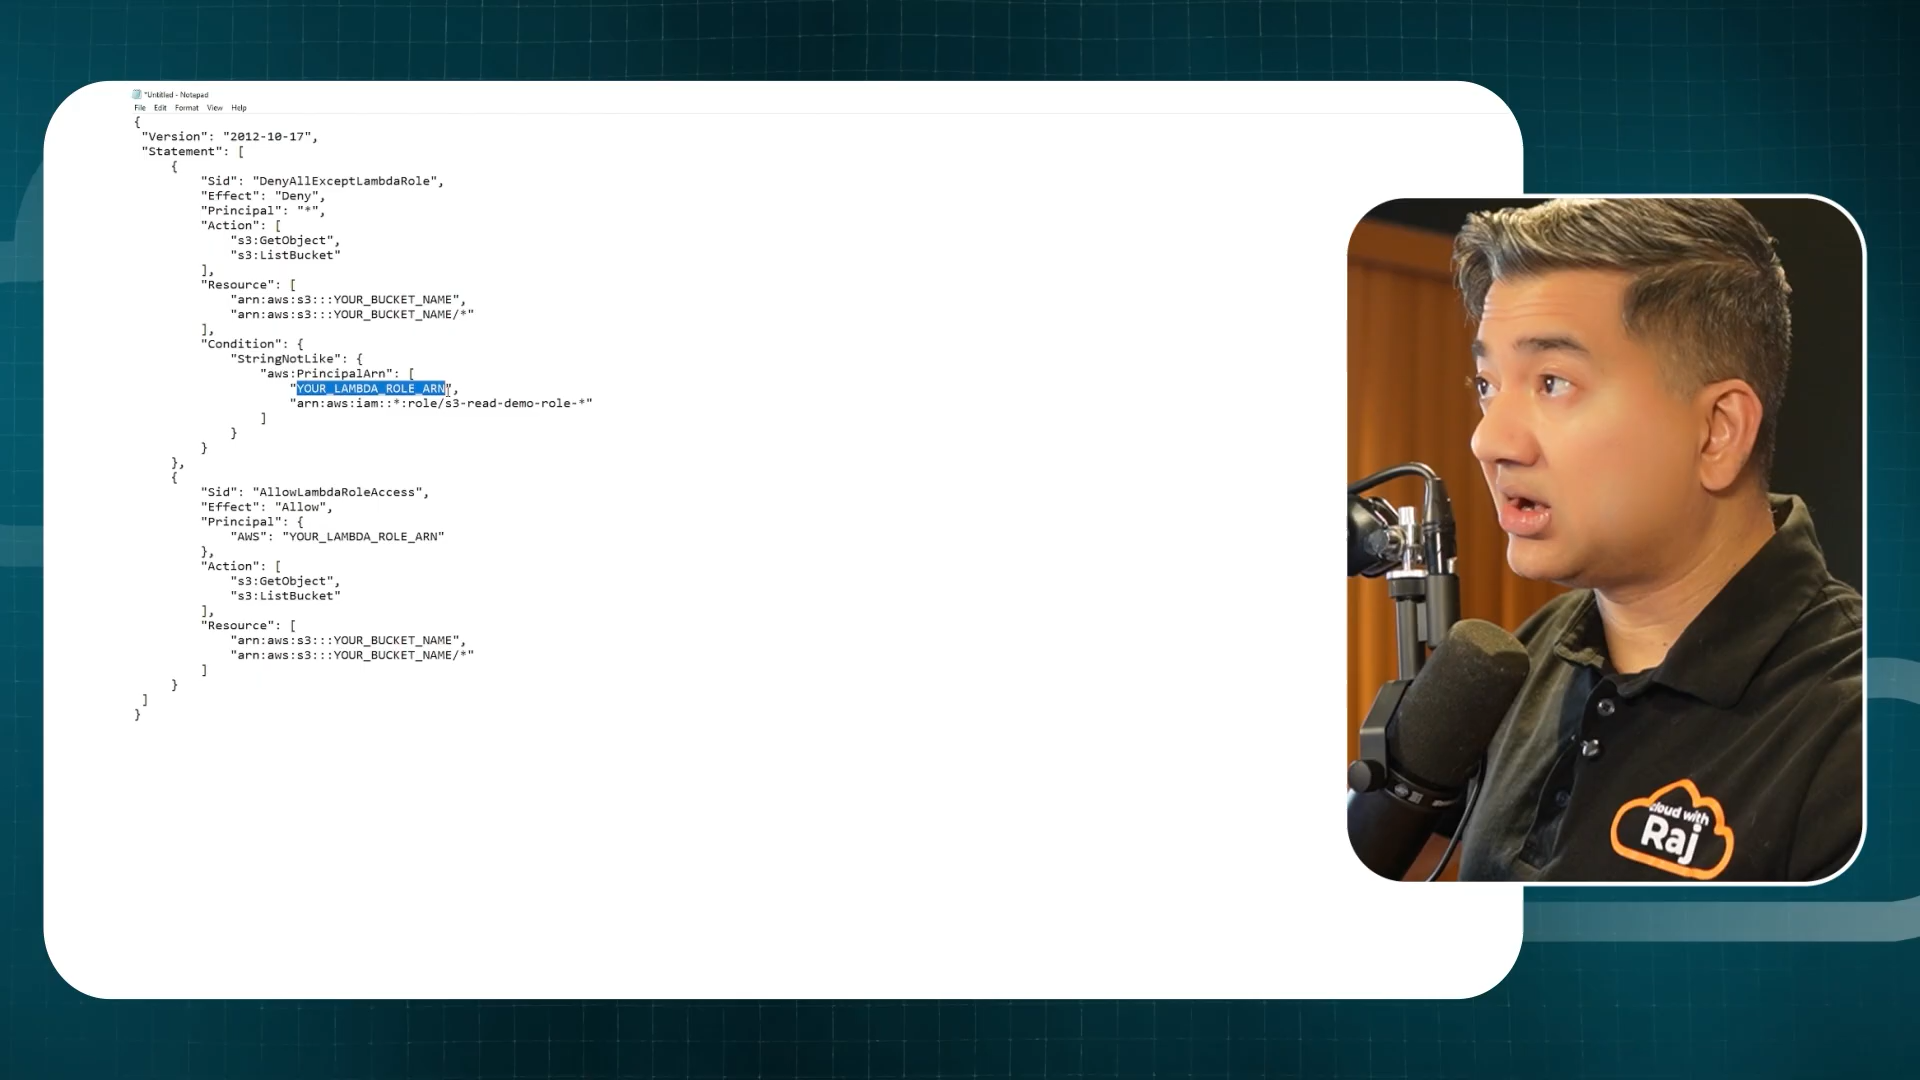 *Untitled - Notepad
File Edit Format View Help
{
"Version": "2012-10-17",
"Statement": [
{
"Sid": "DenyAllExceptLambdaRole",
"Effect": "Deny",
"Principal": "*",
"Action": [
"s3:GetObject",
"s3:ListBucket"
],
"Resource": [
"arn:aws:s3:::YOUR_BUCKET_NAME",
"arn:aws:s3:::YOUR_BUCKET_NAME/*"
],
"Condition": {
"StringNotLike": {
"aws:PrincipalArn": [
"YOUR_LAMBDA_ROLE_ARN",
"arn:aws:iam::*:role/s3-read-demo-role-*"
]
}
}
},
{
"Sid": "AllowLambdaRoleAccess",
"Effect": "Allow",
"Principal": {
"AWS": "YOUR_LAMBDA_ROLE_ARN"
},
"Action": [
"s3:GetObject",
"s3:ListBucket"
],
"Resource": [
"arn:aws:s3:::YOUR_BUCKET_NAME",
"arn:aws:s3:::YOUR_BUCKET_NAME/*"
]
}
]
}
cloud with
Raj